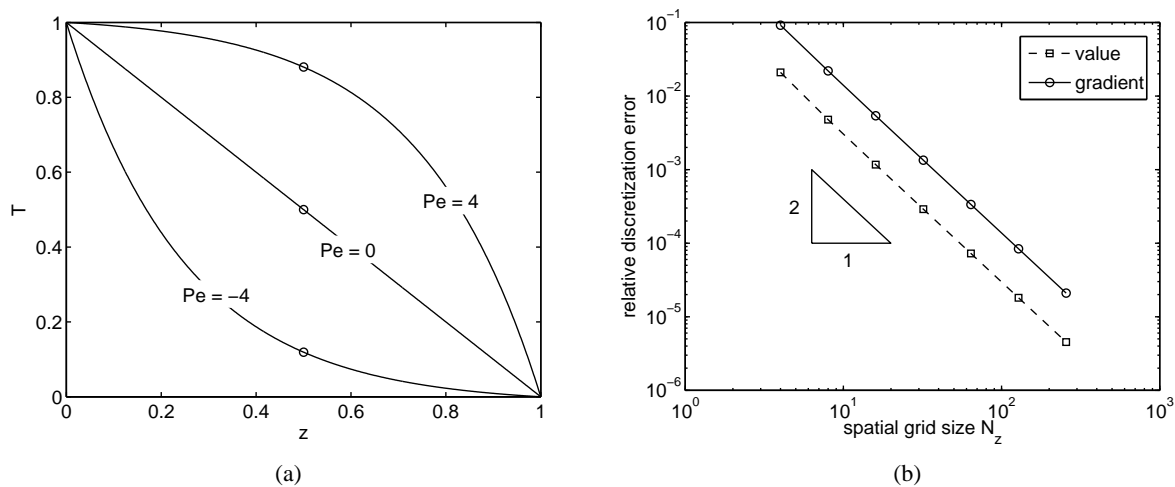 1
0.8
0.6
0.4
0.2
0
T
Pe = 4
Pe = 0
Pe = −4
0
0.2
0.4
0.6
0.8
1
z
(a)
10^-1
10^-2
10^-3
10^-4
10^-5
10^-6
relative discretization error
value
gradient
2
1
10^0
10^1
10^2
10^3
spatial grid size N_z
(b)